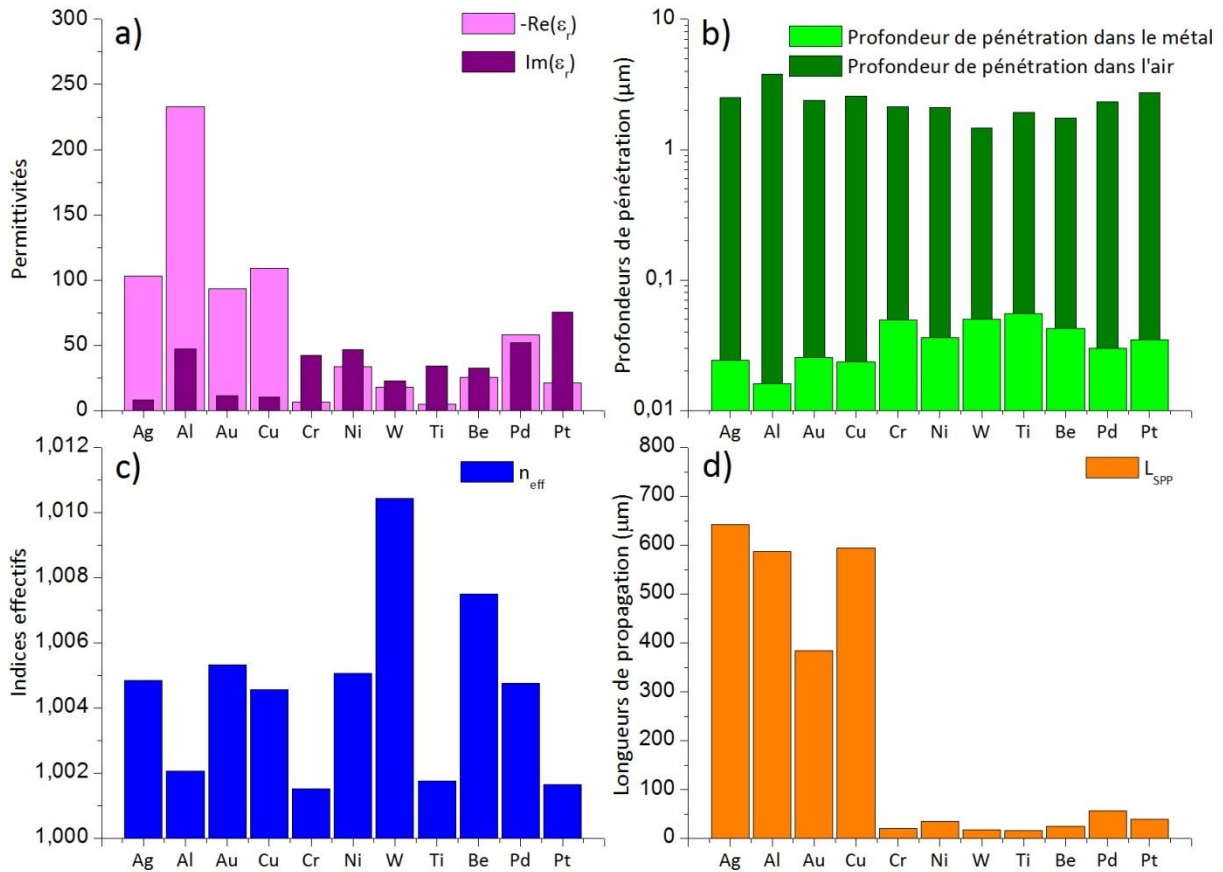 a)
-Re(εr)
Im(εr)
300
250
200
150
100
50
0
Permittivités
Ag Al Au Cu Cr Ni W Ti Be Pd Pt
b)
Profondeur de pénétration dans le métal
Profondeur de pénétration dans l'air
10
1
0,1
0,01
Profondeurs de pénétration (µm)
Ag Al Au Cu Cr Ni W Ti Be Pd Pt
c)
neff
1,012
1,010
1,008
1,006
1,004
1,002
1,000
Indices effectifs
Ag Al Au Cu Cr Ni W Ti Be Pd Pt
d)
LSPP
800
700
600
500
400
300
200
100
0
Longueurs de propagation (µm)
Ag Al Au Cu Cr Ni W Ti Be Pd Pt